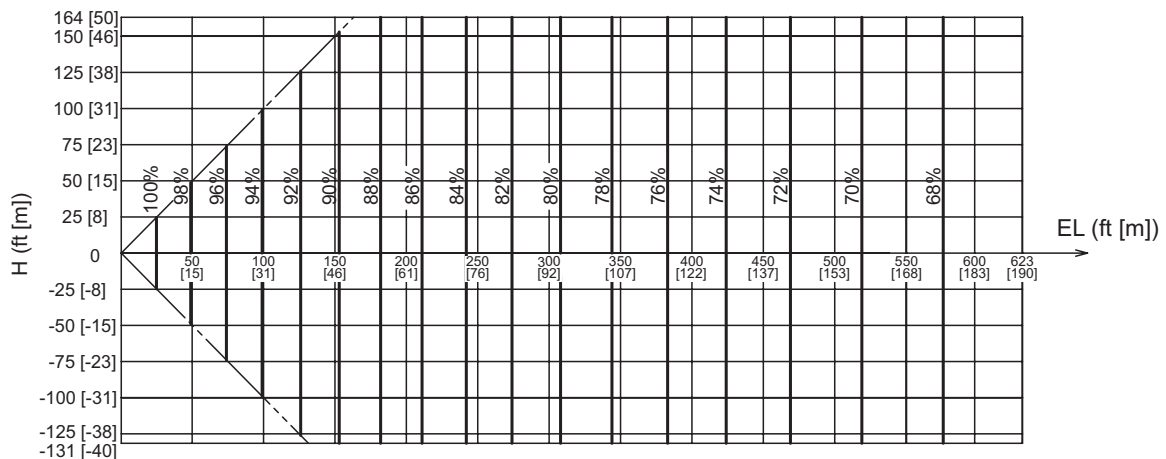 164 [50]
150 [46]
125 [38]
100 [31]
75 [23]
50 [15]
25 [8]
0
-25 [-8]
-50 [-15]
-75 [-23]
-100 [-31]
-125 [-38]
-131 [-40]
H (ft [m])
100% 98% 96% 94% 92% 90% 88% 86% 84% 82% 80% 78% 76% 74% 72% 70% 68%
EL (ft [m])
50 100 150 200 250 300 350 400 450 500 550 600 623
[15] [31] [46] [61] [76] [92] [107] [122] [137] [153] [168] [183] [190]